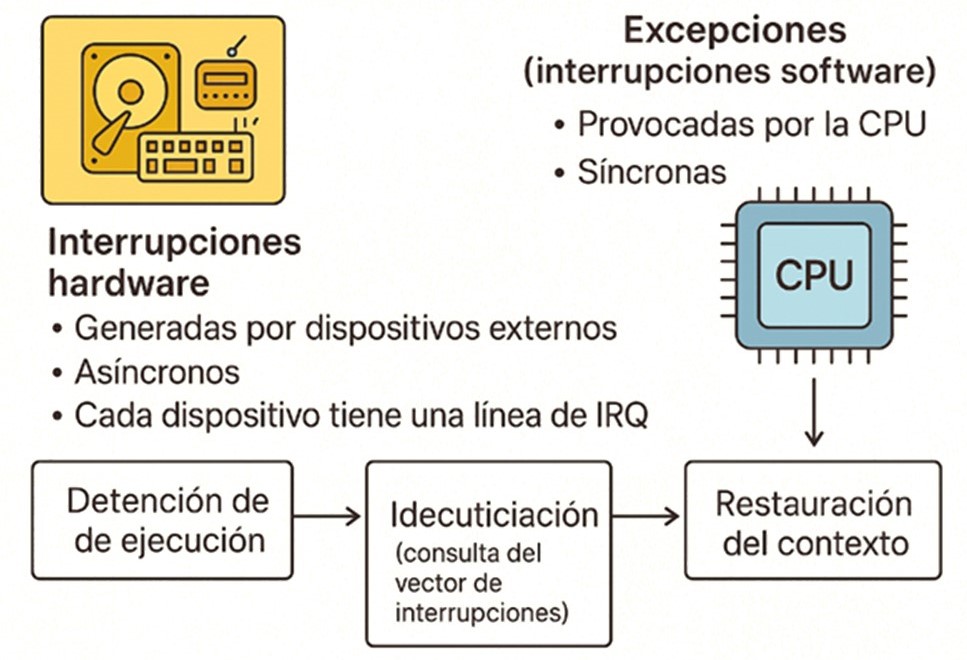 Excepciones
(interrupciones software)
• Provocadas por la CPU
• Síncronas
CPU
Interrupciones
hardware
• Generadas por dispositivos externos
• Asíncronos
• Cada dispositivo tiene una línea de IRQ
Detención de
de ejecución
Idecuticiación
(consulta del
vector de
interrupciones)
Restauración
del contexto